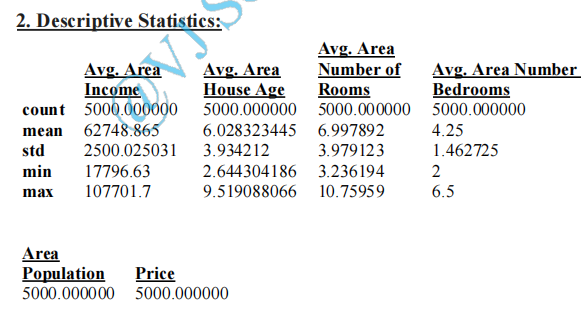 2. Descriptive Statistics:
Avg. Area Income Avg. Area House Age Avg. Area Number of Rooms Avg. Area Number Bedrooms
count 5000.000000 5000.000000 5000.000000 5000.000000
mean 62748.865 6.028323445 6.997892 4.25
std 2500.025031 3.934212 3.979123 1.462725
min 17796.63 2.644304186 3.236194 2
max 107701.7 9.519088066 10.75959 6.5
Area Population Price
5000.000000 5000.000000